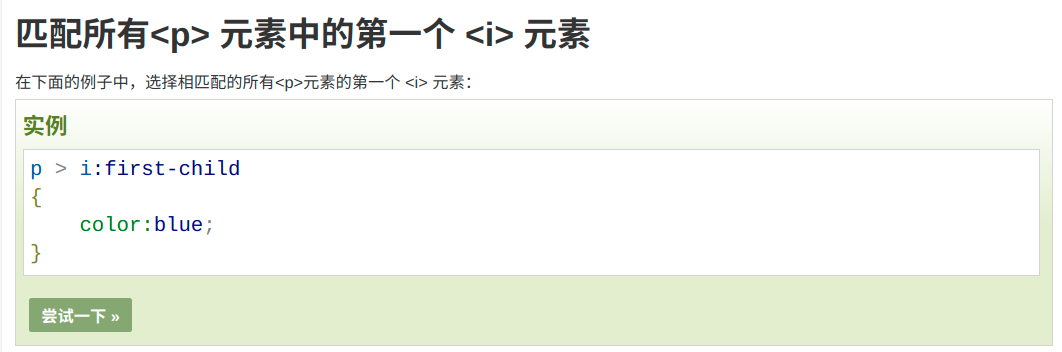 匹配所有<p> 元素中的第一个 <i> 元素
在下面的例子中，选择相匹配的所有<p>元素的第一个 <i> 元素：
实例
p > i:first-child
{
    color:blue;
}
尝试一下 »